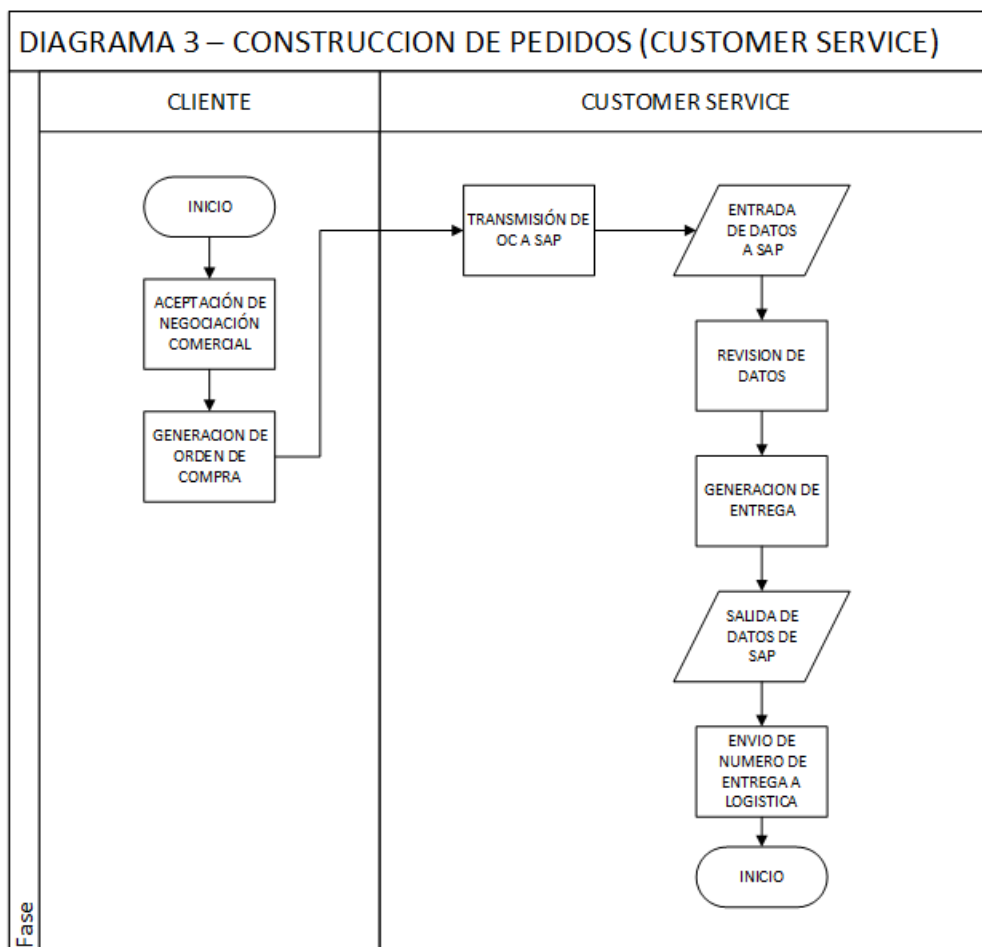 DIAGRAMA 3 – CONSTRUCCION DE PEDIDOS (CUSTOMER SERVICE)
CLIENTE
CUSTOMER SERVICE
INICIO
ACEPTACIÓN DE
NEGOCIACIÓN
COMERCIAL
GENERACION DE
ORDEN DE
COMPRA
TRANSMISIÓN DE
OC A SAP
ENTRADA
DE DATOS
A SAP
REVISION DE
DATOS
GENERACION DE
ENTREGA
SALIDA DE
DATOS DE
SAP
ENVIO DE
NUMERO DE
ENTREGA A
LOGISTICA
INICIO
Fase